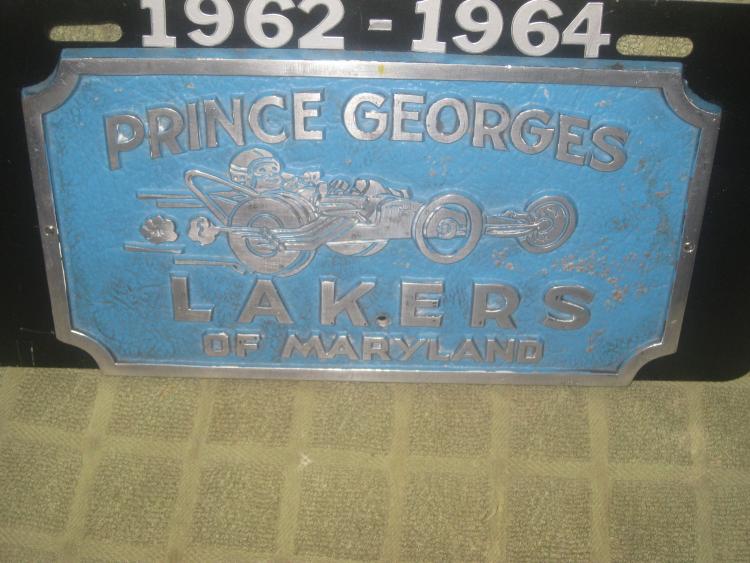 1962 - 1964
PRINCE GEORGES
LAKERS
OF MARYLAND